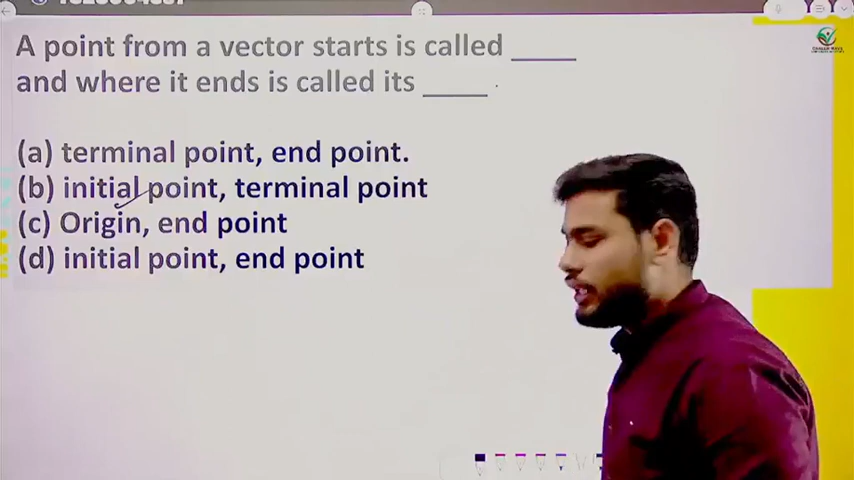 A point from a vector starts is called _____
and where it ends is called its _____ .
(a) terminal point, end point.
(b) initial point, terminal point
(c) Origin, end point
(d) initial point, end point